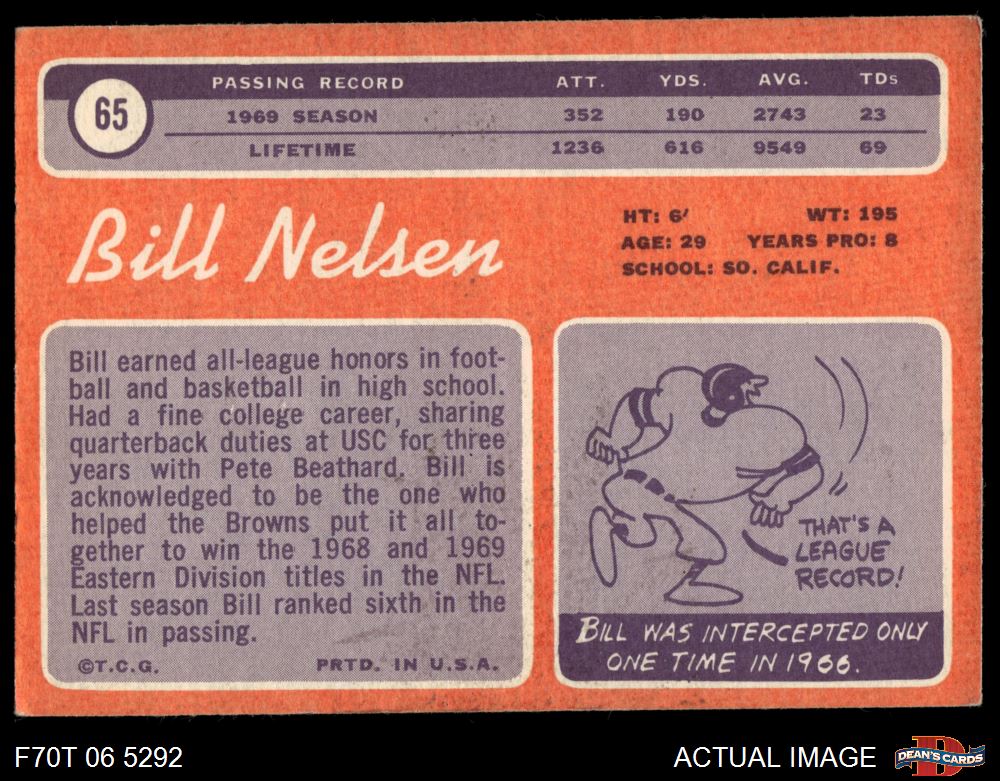 65
PASSING RECORD ATT. YDS. AVG. TDs
1969 SEASON 352 190 2743 23
LIFETIME 1236 616 9549 69
Bill Nelsen
HT: 6' WT: 195
AGE: 29 YEARS PRO: 8
SCHOOL: SO. CALIF.
Bill earned all-league honors in foot-
ball and basketball in high school.
Had a fine college career, sharing
quarterback duties at USC for three
years with Pete Beathard. Bill is
acknowledged to be the one who
helped the Browns put it all to-
gether to win the 1968 and 1969
Eastern Division titles in the NFL.
Last season Bill ranked sixth in the
NFL in passing.
©T.C.G. PRTD. IN U.S.A.
THAT'S A
LEAGUE
RECORD!
BILL WAS INTERCEPTED ONLY
ONE TIME IN 1966.
F70T 06 5292 ACTUAL IMAGE
D
DEAN'S CARDS